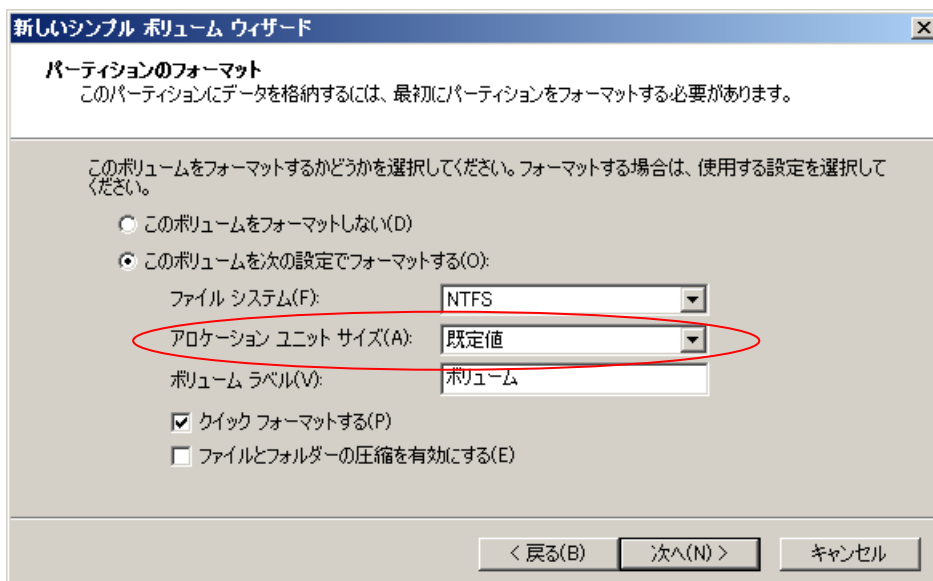 新しいシンプル ボリューム ウィザード
パーティションのフォーマット
このパーティションにデータを格納するには、最初にパーティションをフォーマットする必要があります。
このボリュームをフォーマットするかどうかを選択してください。フォーマットする場合は、使用する設定を選択して
ください。
このボリュームをフォーマットしない(D)
このボリュームを次の設定でフォーマットする(O):
ファイル システム(F): NTFS
アロケーション ユニット サイズ(A): 既定値
ボリューム ラベル(V): ボリューム
クイック フォーマットする(P)
ファイルとフォルダーの圧縮を有効にする(E)
< 戻る(B) 次へ(N) > キャンセル